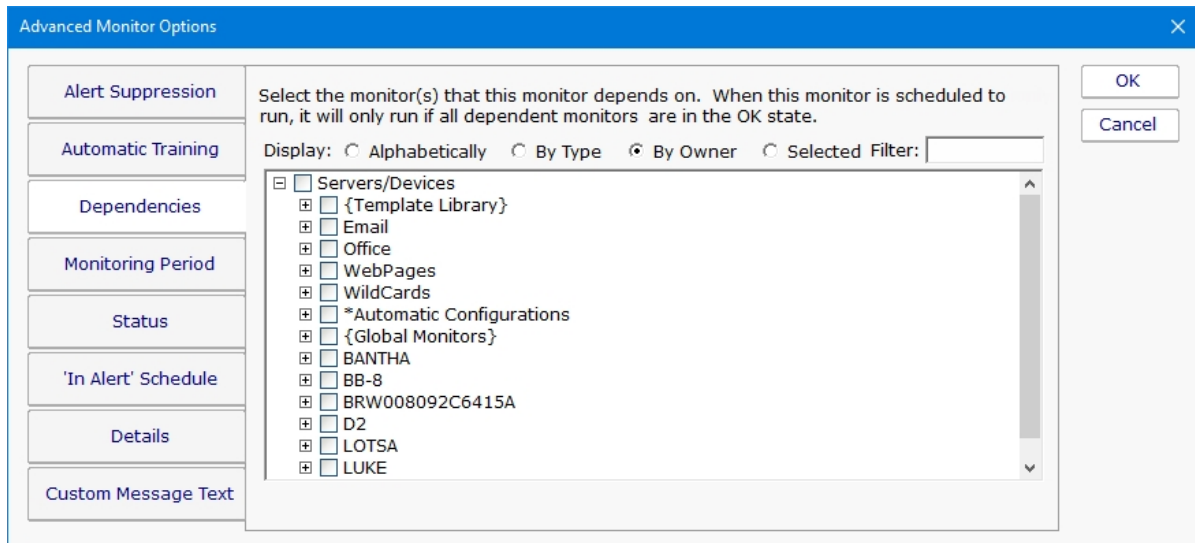 Advanced Monitor Options
Alert Suppression
Automatic Training
Dependencies
Monitoring Period
Status
'In Alert' Schedule
Details
Custom Message Text
Select the monitor(s) that this monitor depends on. When this monitor is scheduled to
run, it will only run if all dependent monitors are in the OK state.
Display: Alphabetically By Type By Owner Selected Filter:
Servers/Devices
{Template Library}
Email
Office
WebPages
WildCards
*Automatic Configurations
{Global Monitors}
BANTHA
BB-8
BRW008092C6415A
D2
LOTSA
LUKE
OK
Cancel